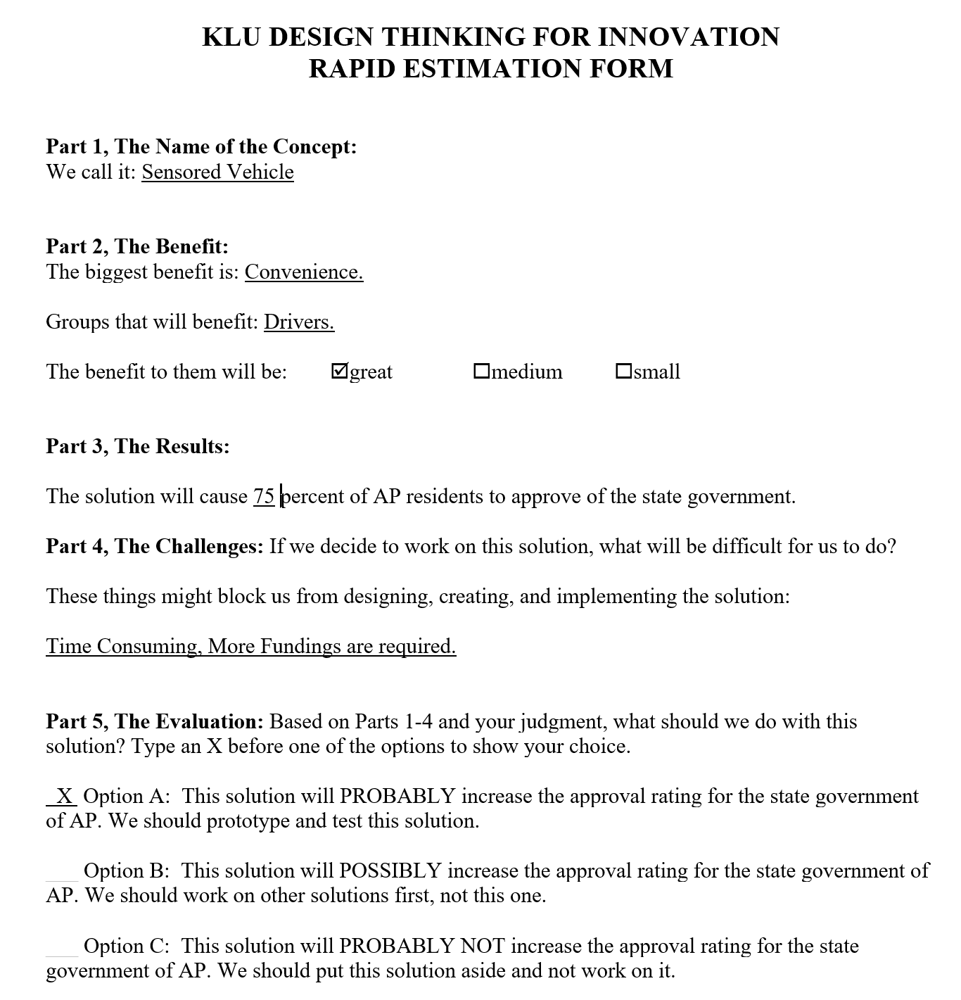 KLU DESIGN THINKING FOR INNOVATION
RAPID ESTIMATION FORM
Part 1, The Name of the Concept:
We call it: Sensored Vehicle
Part 2, The Benefit:
The biggest benefit is: Convenience.
Groups that will benefit: Drivers.
The benefit to them will be: ☑great ☐medium ☐small
Part 3, The Results:
The solution will cause 75 percent of AP residents to approve of the state government.
Part 4, The Challenges: If we decide to work on this solution, what will be difficult for us to do?
These things might block us from designing, creating, and implementing the solution:
Time Consuming, More Fundings are required.
Part 5, The Evaluation: Based on Parts 1-4 and your judgment, what should we do with this
solution? Type an X before one of the options to show your choice.
_X_ Option A:  This solution will PROBABLY increase the approval rating for the state government
of AP. We should prototype and test this solution.
___ Option B:  This solution will POSSIBLY increase the approval rating for the state government of
AP. We should work on other solutions first, not this one.
___ Option C:  This solution will PROBABLY NOT increase the approval rating for the state
government of AP. We should put this solution aside and not work on it.